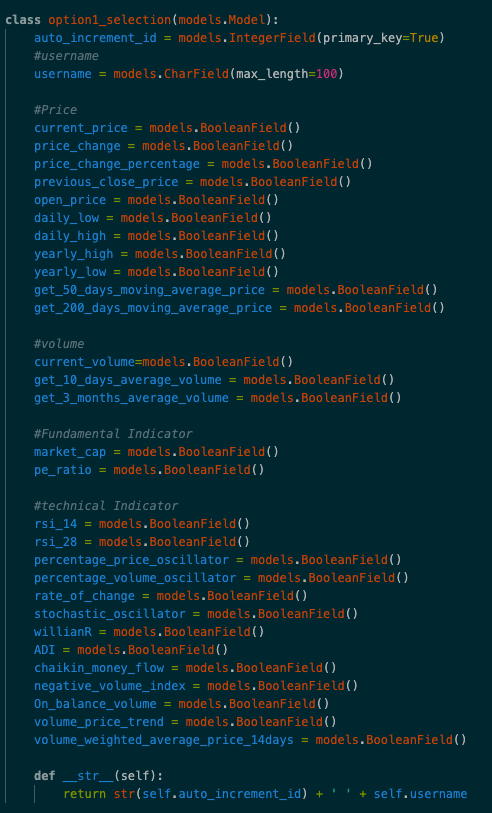 class option1_selection(models.Model):
    auto_increment_id = models.IntegerField(primary_key=True)
    #username
    username = models.CharField(max_length=100)

    #Price
    current_price = models.BooleanField()
    price_change = models.BooleanField()
    price_change_percentage = models.BooleanField()
    previous_close_price = models.BooleanField()
    open_price = models.BooleanField()
    daily_low = models.BooleanField()
    daily_high = models.BooleanField()
    yearly_high = models.BooleanField()
    yearly_low = models.BooleanField()
    get_50_days_moving_average_price = models.BooleanField()
    get_200_days_moving_average_price = models.BooleanField()

    #volume
    current_volume=models.BooleanField()
    get_10_days_average_volume = models.BooleanField()
    get_3_months_average_volume = models.BooleanField()

    #Fundamental Indicator
    market_cap = models.BooleanField()
    pe_ratio = models.BooleanField()

    #technical Indicator
    rsi_14 = models.BooleanField()
    rsi_28 = models.BooleanField()
    percentage_price_oscillator = models.BooleanField()
    percentage_volume_oscillator = models.BooleanField()
    rate_of_change = models.BooleanField()
    stochastic_oscillator = models.BooleanField()
    willianR = models.BooleanField()
    ADI = models.BooleanField()
    chaikin_money_flow = models.BooleanField()
    negative_volume_index = models.BooleanField()
    On_balance_volume = models.BooleanField()
    volume_price_trend = models.BooleanField()
    volume_weighted_average_price_14days = models.BooleanField()

    def __str__(self):
        return str(self.auto_increment_id) + ' ' + self.username